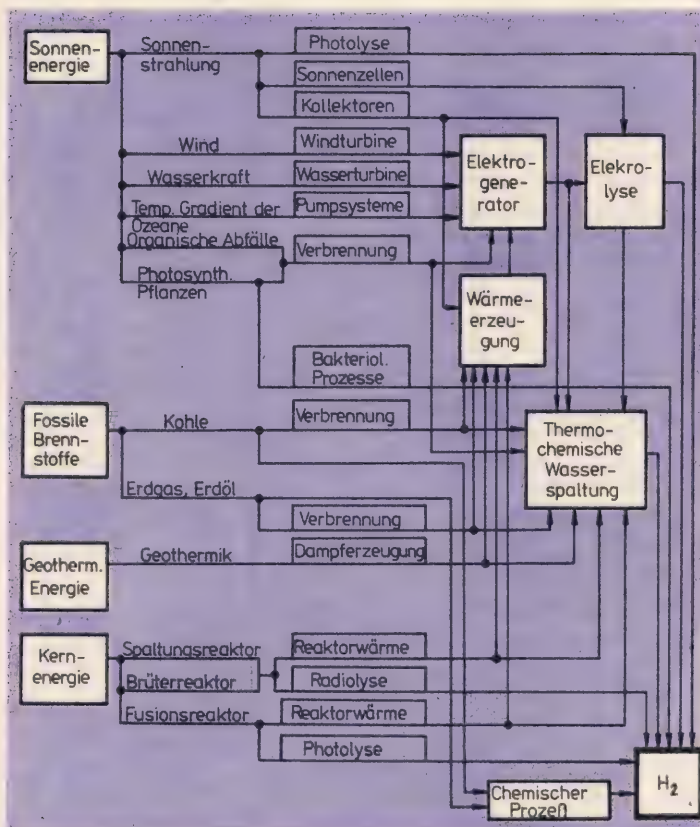 Sonnen-
energie
Sonnen-
strahlung
Photolyse
Sonnenzellen
Kollektoren
Wind
Windturbine
Wasserkraft
Wasserturbine
Temp. Gradient der
Ozeane
Pumpsysteme
Organische Abfälle
Verbrennung
Photosynth.
Pflanzen
Elektro-
gene-
rator
Elekro-
lyse
Wärme-
erzeu-
gung
Bakteriol.
Prozesse
Fossile
Brenn-
stoffe
Kohle
Verbrennung
Thermo-
chemische
Wasser-
spaltung
Erdgas, Erdöl
Verbrennung
Geotherm.
Energie
Geothermik
Dampferzeugung
Kern-
energie
Spaltungsreaktor
Reaktorwärme
Brüterreaktor
Radiolyse
Fusionsreaktor
Reaktorwärme
Photolyse
Chemischer
Prozeß
H₂